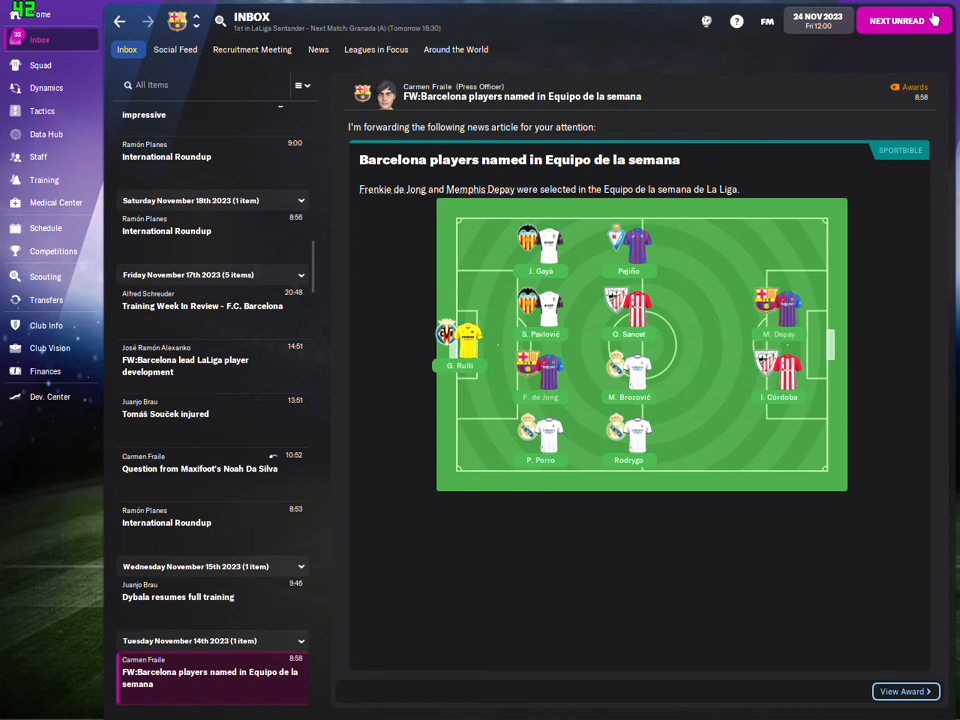 42
Home
33
Inbox
Squad
Dynamics
Tactics
Data Hub
Staff
Training
Medical Center
Schedule
Competitions
Scouting
Transfers
Club Info
Club Vision
Finances
Dev. Center
INBOX
1st in LaLiga Santander - Next Match: Granada (A) (Tomorrow 18:30)
FM
24 NOV 2023
Fri 12:00
NEXT UNREAD
Inbox
Social Feed
Recruitment Meeting
News
Leagues in Focus
Around the World
All Items
impressive
Ramón Planes
9:00
International Roundup
Saturday November 18th 2023 (1 item)
Ramón Planes
8:56
International Roundup
Friday November 17th 2023 (5 items)
Alfred Schreuder
20:48
Training Week In Review - F.C. Barcelona
José Ramón Alexanko
14:51
FW:Barcelona lead LaLiga player
development
Juanjo Brau
13:51
Tomáš Souček injured
Carmen Fraile
10:52
Question from Maxifoot's Noah Da Silva
Ramón Planes
8:53
International Roundup
Wednesday November 15th 2023 (1 item)
Juanjo Brau
9:46
Dybala resumes full training
Tuesday November 14th 2023 (1 item)
Carmen Fraile
8:58
FW:Barcelona players named in Equipo de la
semana
Carmen Fraile (Press Officer)
FW:Barcelona players named in Equipo de la semana
Awards
8:58
I'm forwarding the following news article for your attention:
SPORTBIBLE
Barcelona players named in Equipo de la semana
Frenkie de Jong and Memphis Depay were selected in the Equipo de la semana de La Liga.
J. Gayà
Pejiño
S. Pavlović
O. Sancet
M. Depay
G. Rulli
F. de Jong
M. Brozović
I. Córdoba
P. Porro
Rodrygo
View Award